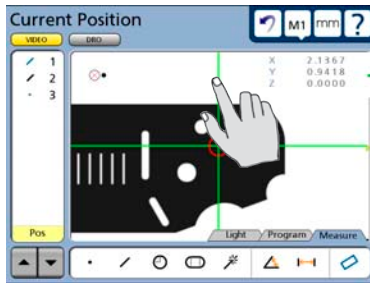 Current Position
M1 mm ?
VIDEO DRO
1
2
3
X 2.1367
Y 0.9418
Z 0.0000
Pos
Light Program Measure